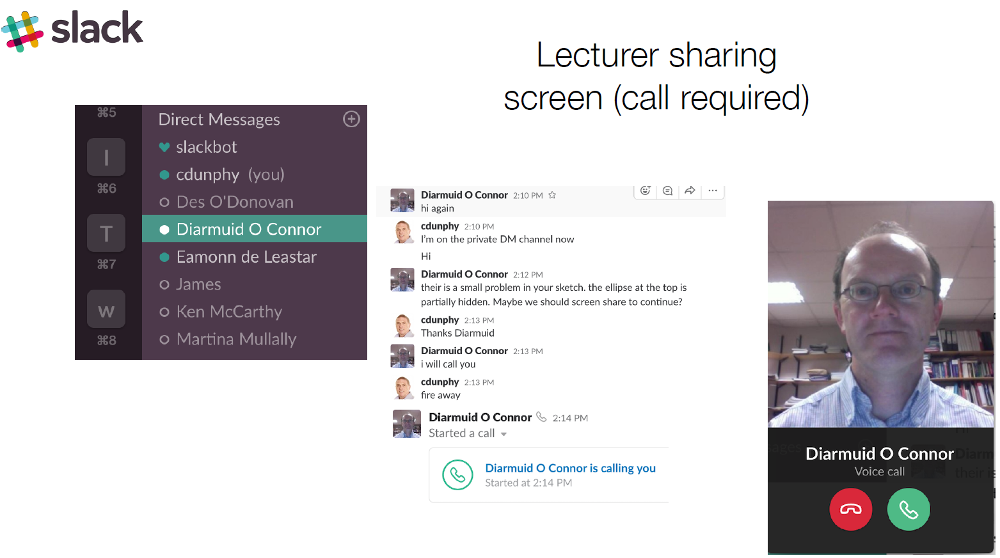 slack
Lecturer sharing
screen (call required)
⌘5
Direct Messages
slackbot
I
cdunphy (you)
⌘6
Des O'Donovan
T
Diarmuid O Connor
⌘7
Eamonn de Leastar
James
W
Ken McCarthy
⌘8
Martina Mullally
Diarmuid O Connor 2:10 PM
hi again
cdunphy 2:10 PM
I'm on the private DM channel now
Hi
Diarmuid O Connor 2:12 PM
their is a small problem in your sketch. the ellipse at the top is
partially hidden. Maybe we should screen share to continue?
cdunphy 2:13 PM
Thanks Diarmuid
Diarmuid O Connor 2:13 PM
i will call you
cdunphy 2:13 PM
fire away
Diarmuid O Connor 2:14 PM
Started a call
Diarmuid O Connor is calling you
Started at 2:14 PM
Diarmuid O Connor
Voice call